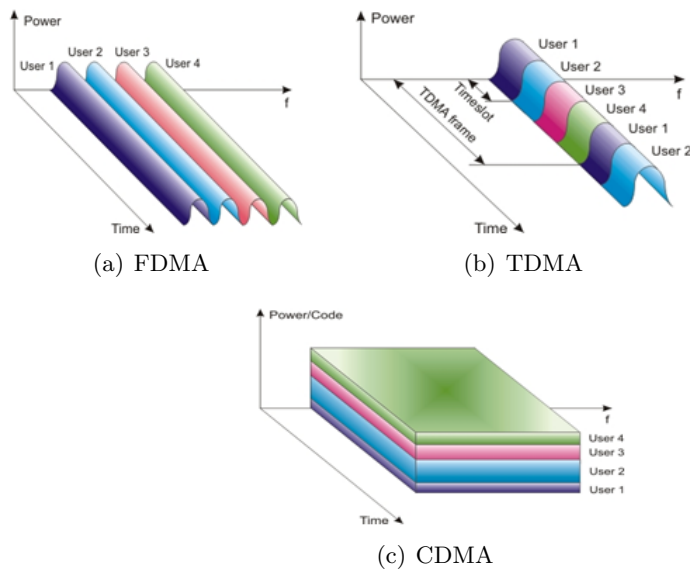 Power
User 1
User 2
User 3
User 4
f
Time
(a) FDMA
Power
User 1
User 2
User 3
User 4
User 1
User 2
f
Timeslot
TDMA frame
Time
(b) TDMA
Power/Code
f
User 4
User 3
User 2
User 1
Time
(c) CDMA